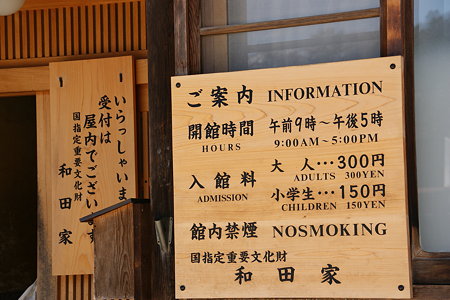 いらっしゃいま
受付は
屋内でございます
国指定重要文化財
和田家
ご案内 INFORMATION
開館時間 午前9時～午後5時
HOURS 9:00AM～5:00PM
入館料 大人…300円
ADMISSION ADULTS 300YEN
小学生…150円
CHILDREN 150YEN
館内禁煙 NOSMOKING
国指定重要文化財
和田家